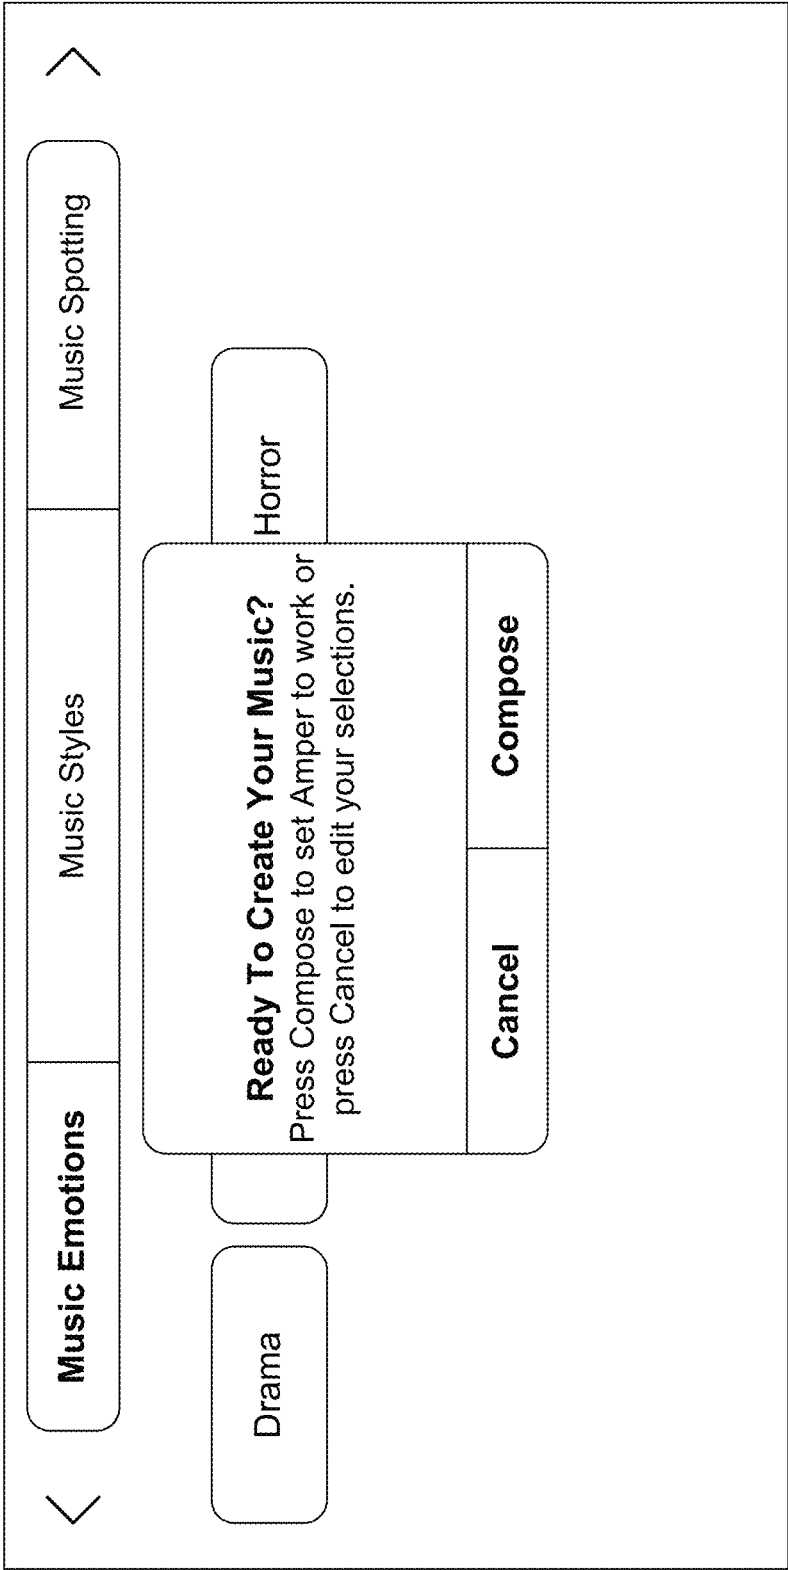 Music Emotions
Music Styles
Music Spotting
Drama
Horror
Ready To Create Your Music?
Press Compose to set Amper to work or
press Cancel to edit your selections.
Cancel
Compose